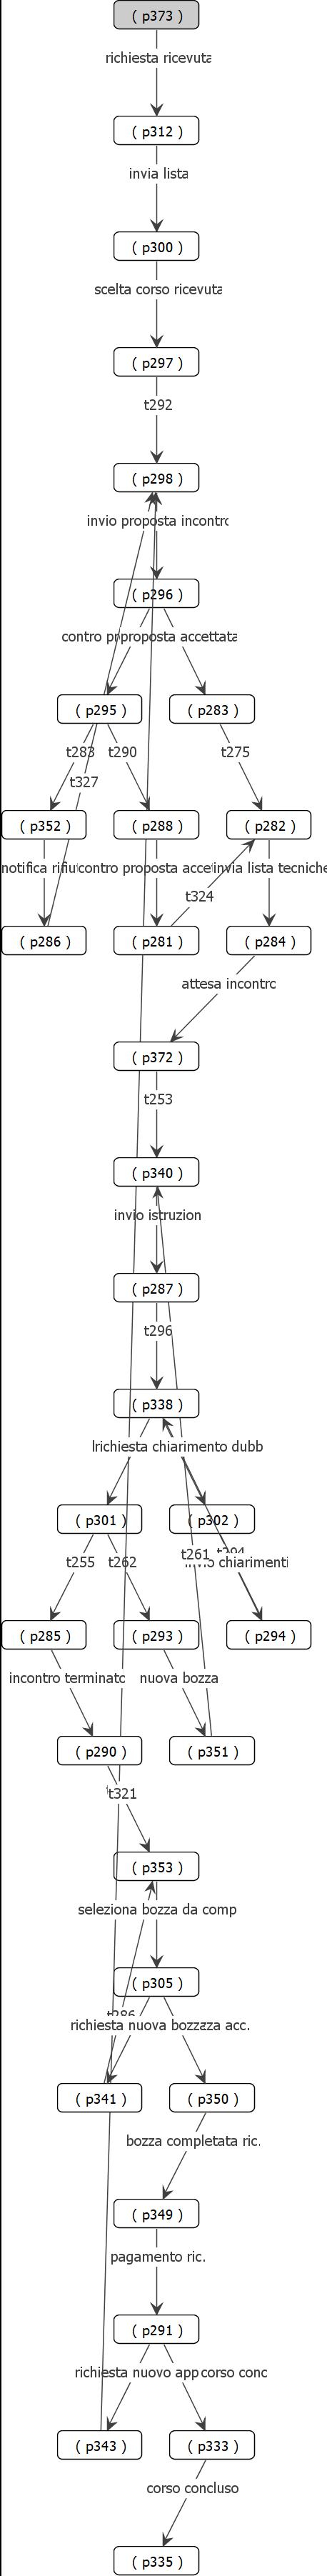 ( p373 )
richiesta ricevuta
( p312 )
invia lista
( p300 )
scelta corso ricevuta
( p297 )
t292
( p298 )
invio proposta incontro
( p296 )
contro pr proposta accettata
( p295 ) ( p283 )
t283 t290 t275
t327
( p352 ) ( p288 ) ( p282 )
notifica rifiut contro proposta acce invia lista tecniche
t324
( p286 ) ( p281 ) ( p284 )
attesa incontro
( p372 )
t253
( p340 )
invio istruzion
( p287 )
t296
( p338 )
richiesta chiarimento dubb
( p301 ) ( p302 )
t261
t255 t262 chiarimenti
( p285 ) ( p293 ) ( p294 )
incontro terminato nuova bozza
( p290 ) ( p351 )
t321
( p353 )
seleziona bozza da comp
( p305 )
t286
richiesta nuova bozza acc.
( p341 ) ( p350 )
bozza completata ric.
( p349 )
pagamento ric.
( p291 )
richiesta nuovo app corso conc
( p343 ) ( p333 )
corso concluso
( p335 )